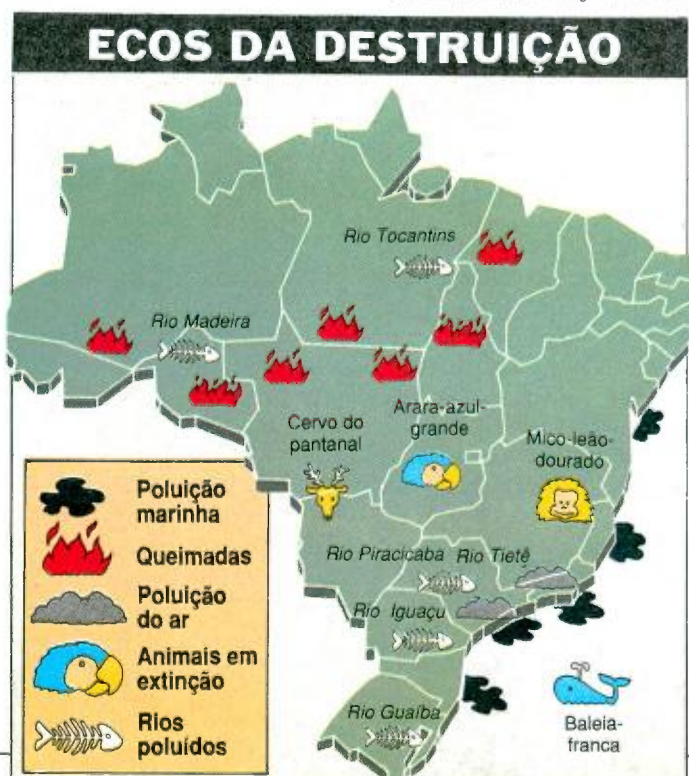 ECOS DA DESTRUIÇÃO
Rio Tocantins
Rio Madeira
Cervo do
pantanal
Arara-azul-
grande
Mico-leão-
dourado
Rio Piracicaba
Rio Tietê
Rio Iguaçu
Rio Guaíba
Baleia-
franca
Poluição
marinha
Queimadas
Poluição
do ar
Animais em
extinção
Rios
poluídos